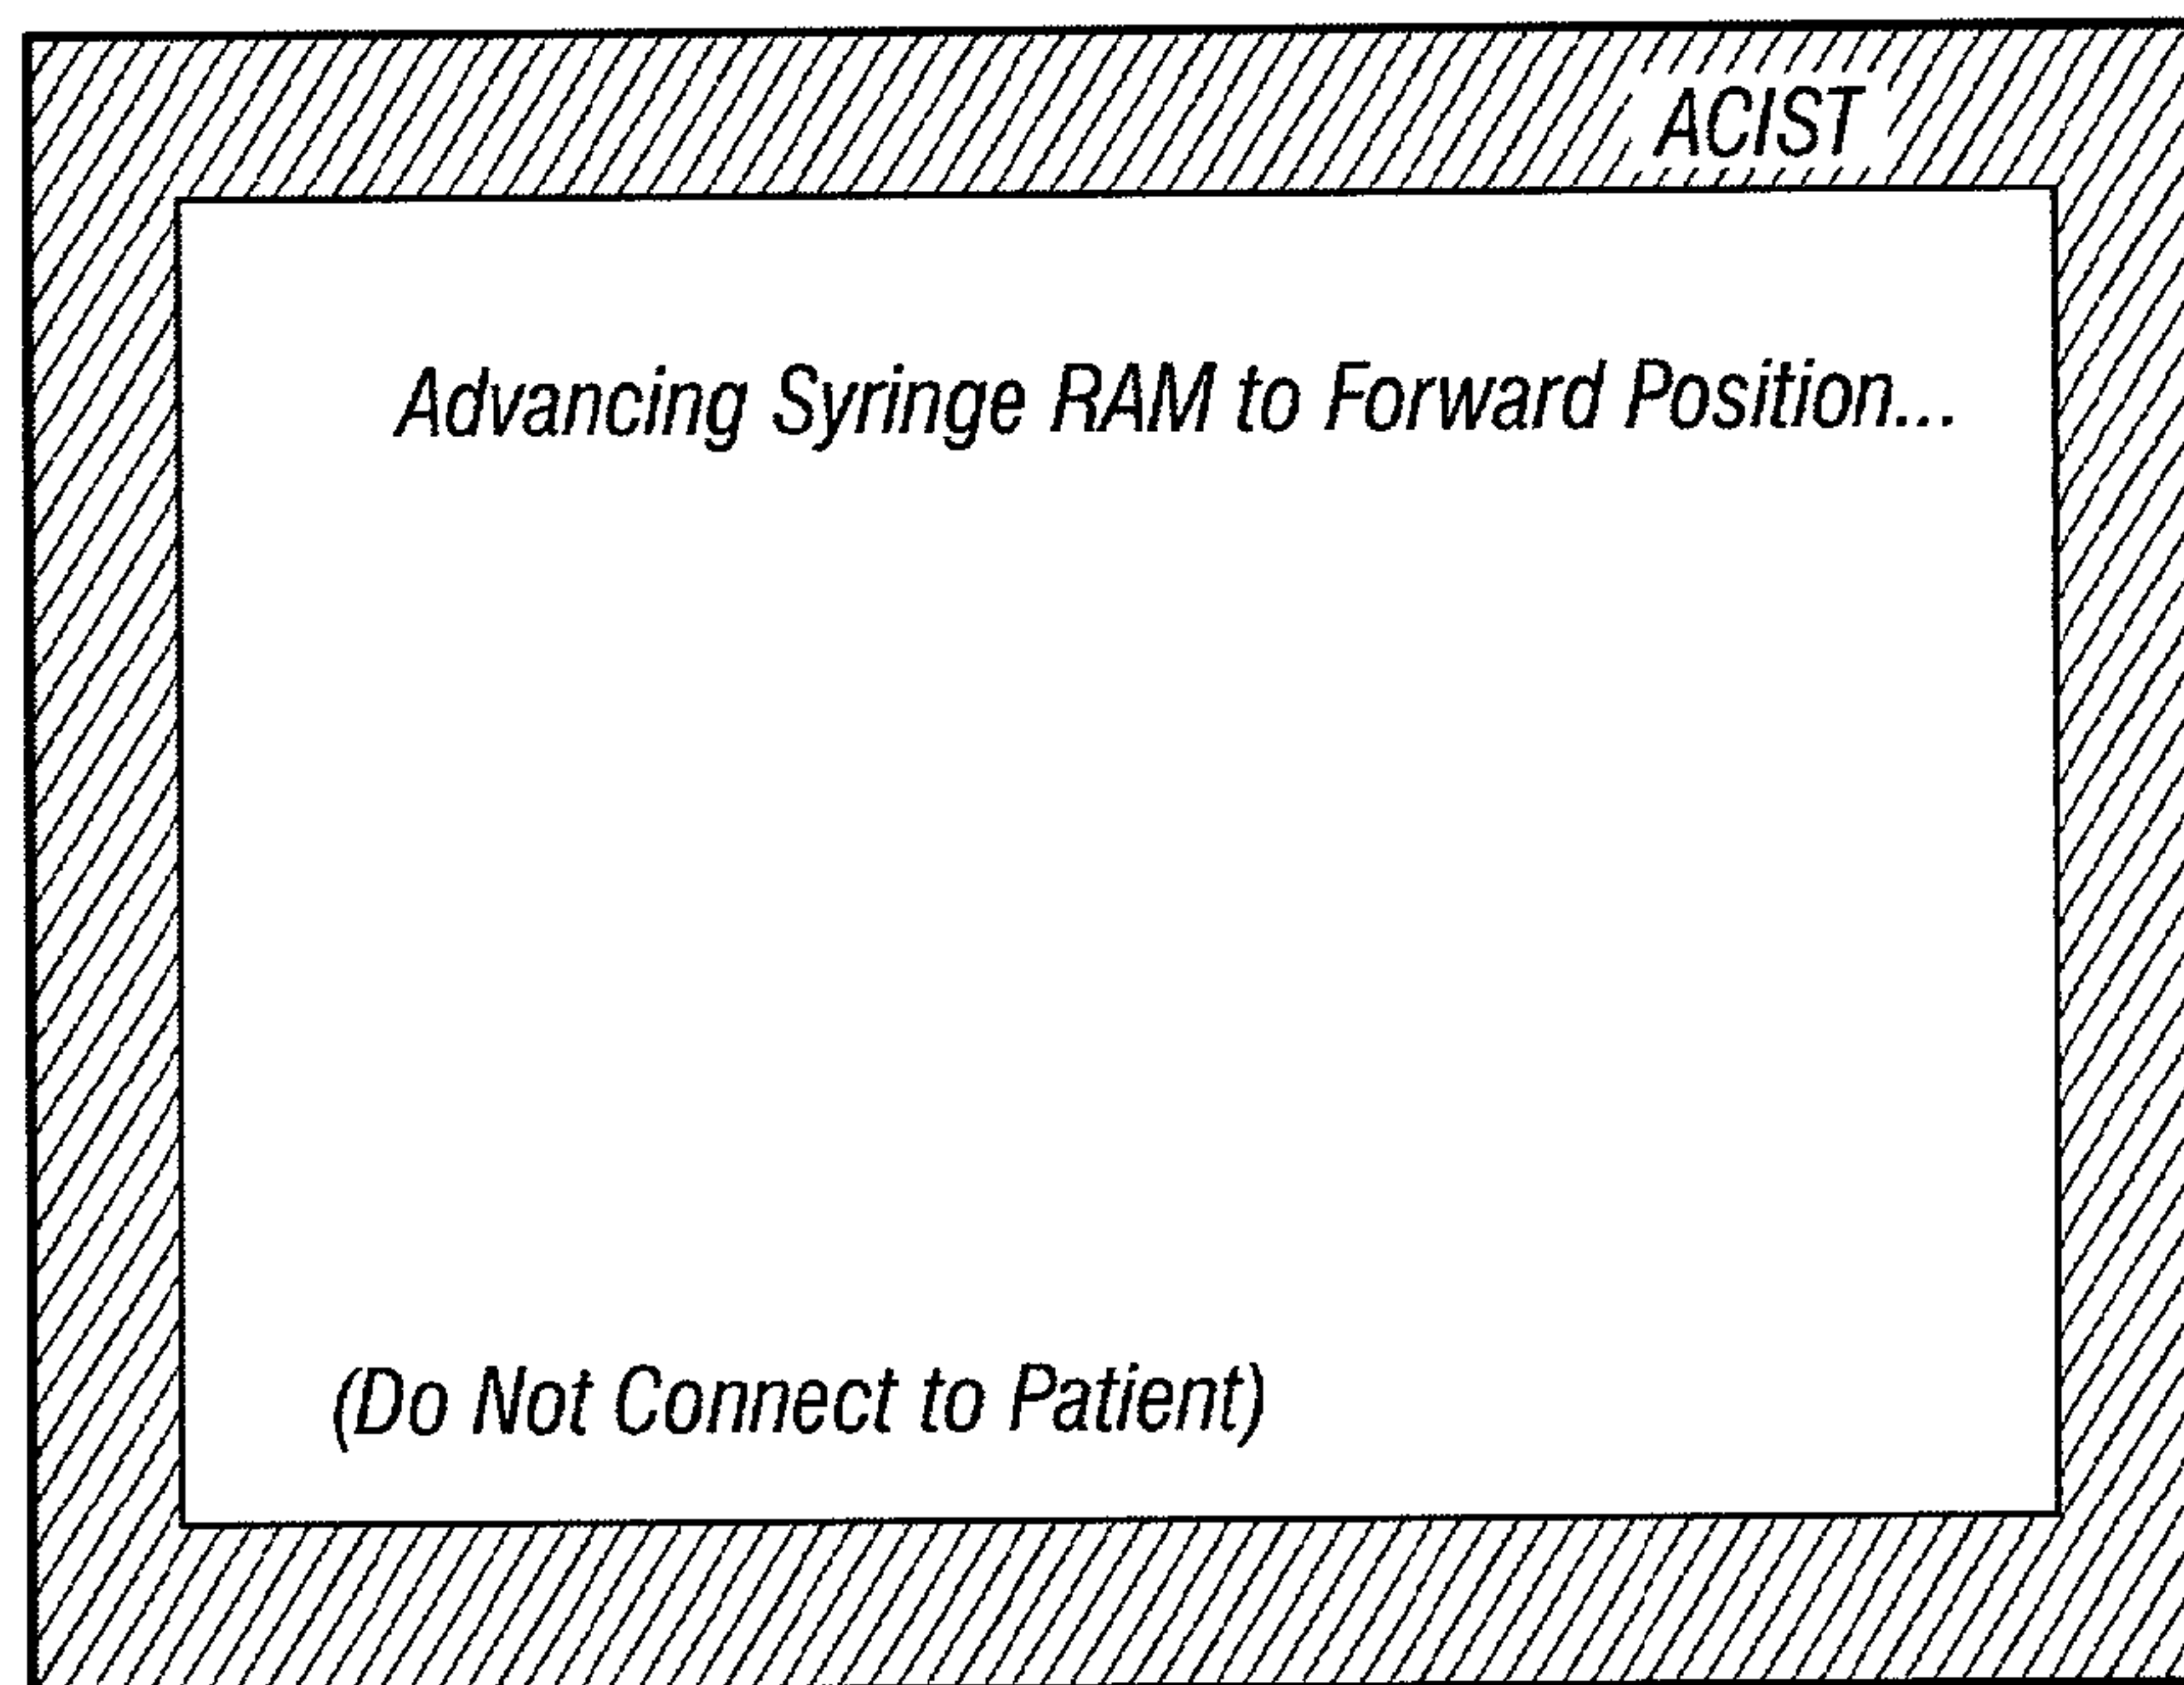 ACIST
Advancing Syringe RAM to Forward Position...
(Do Not Connect to Patient)